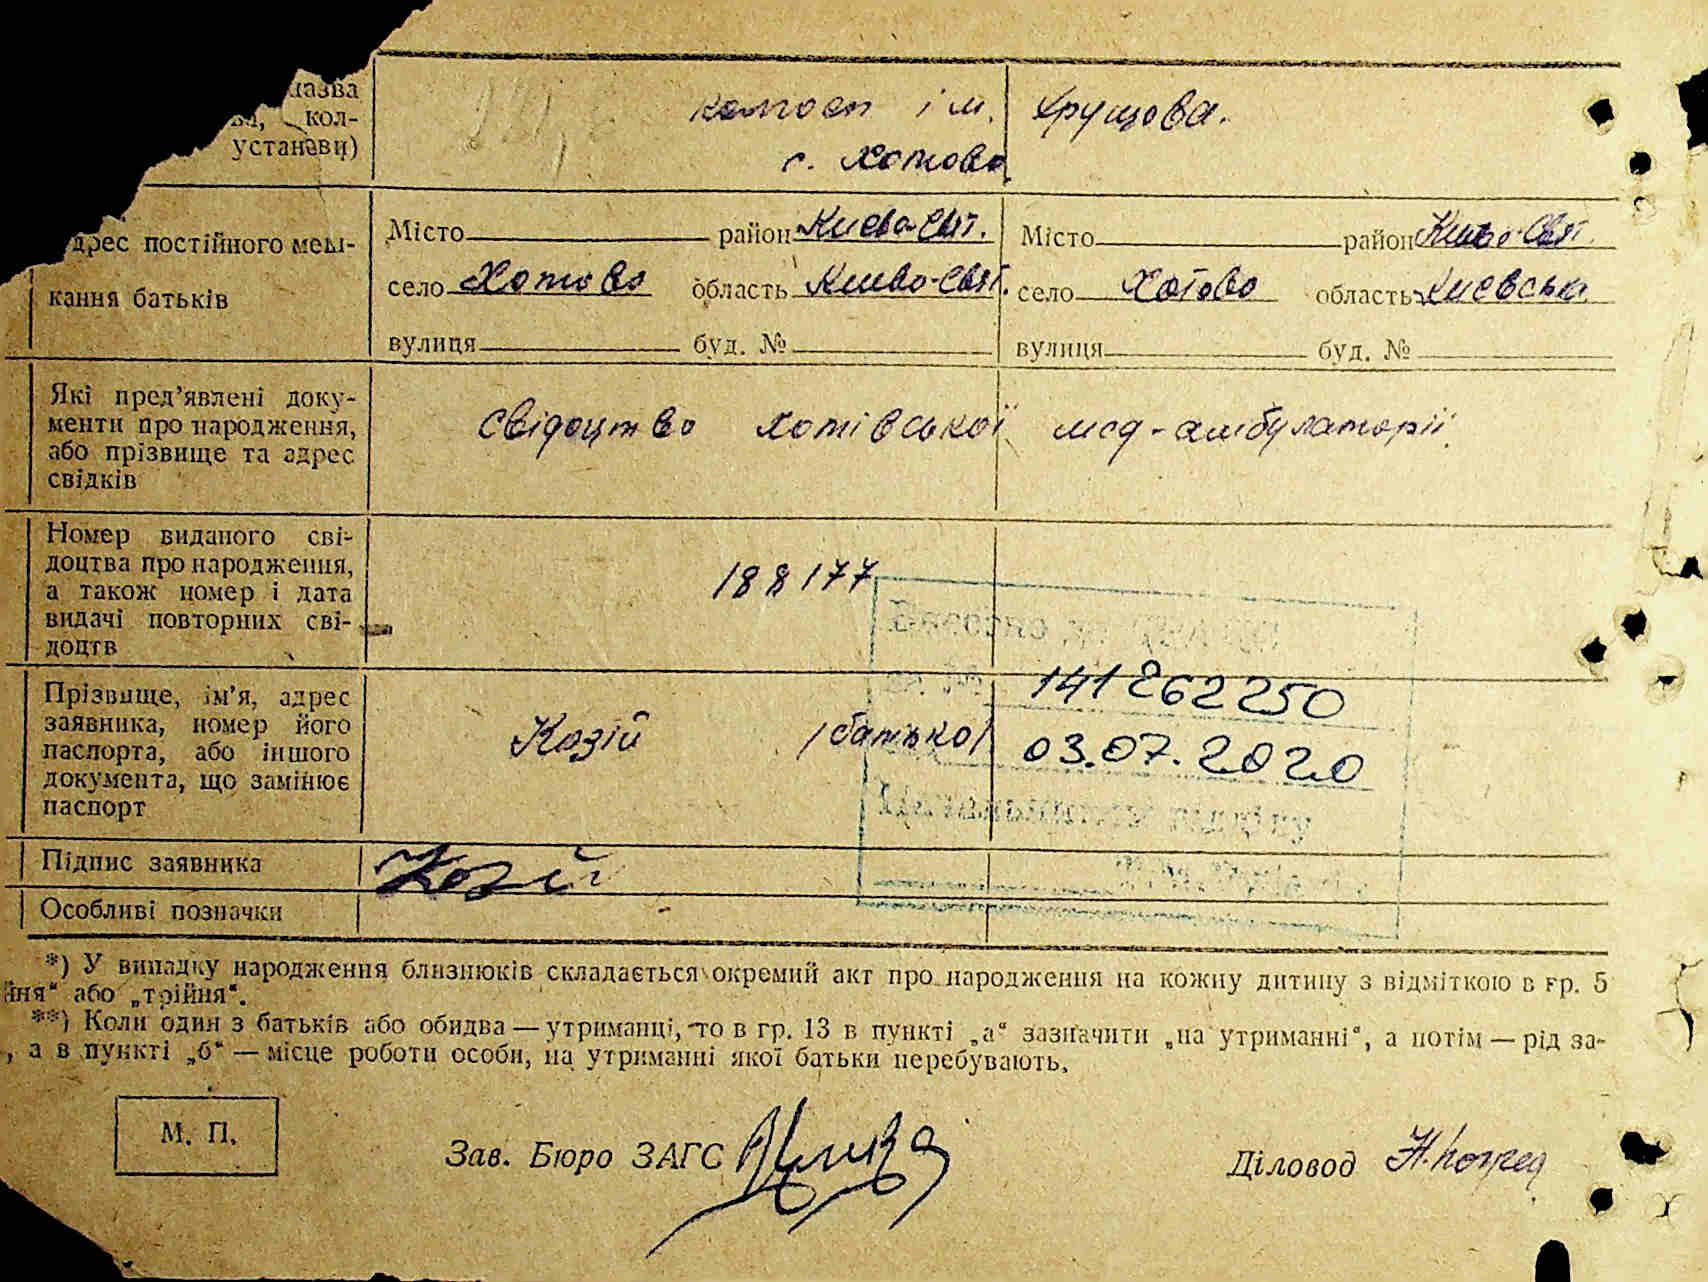 назва
кол-
устанави)
колгосп ім. Хрущова.
с. Хотово
адрес постійного меш-
кання батьків
Місто район Києво-Свят.
село Хотово область Києво-Свят.
вулиця буд. №
Місто район Києво-Свят.
село Хотово область Києвська
вулиця буд. №
Які пред’явлені доку-
менти про народження,
або прізвище та адрес
свідків
Свідоцтво Хотівської мед-амбулаторії
Номер виданого сві-
доцтва про народження,
а також номер і дата
видачі повторних сві-
доцтв
188177
Прізвище, ім’я, адрес
заявника, номер його
паспорта, або іншого
документа, що замінює
паспорт
Козій /батько/
141262250
03.07.2020
Підпис заявника
Козій
Особливі позначки
*) У випадку народження близнюків складається окремий акт про народження на кожну дитину з відміткою в гр. 5
йня“ або „трійня“.
**) Коли один з батьків або обидва — утриманці, то в гр. 13 в пункті „а“ зазначити „на утриманні“, а потім — рід за-
, а в пункті „б“ — місце роботи особи, на утриманні якої батьки перебувають.
М. П.
Зав. Бюро ЗАГС
Діловод